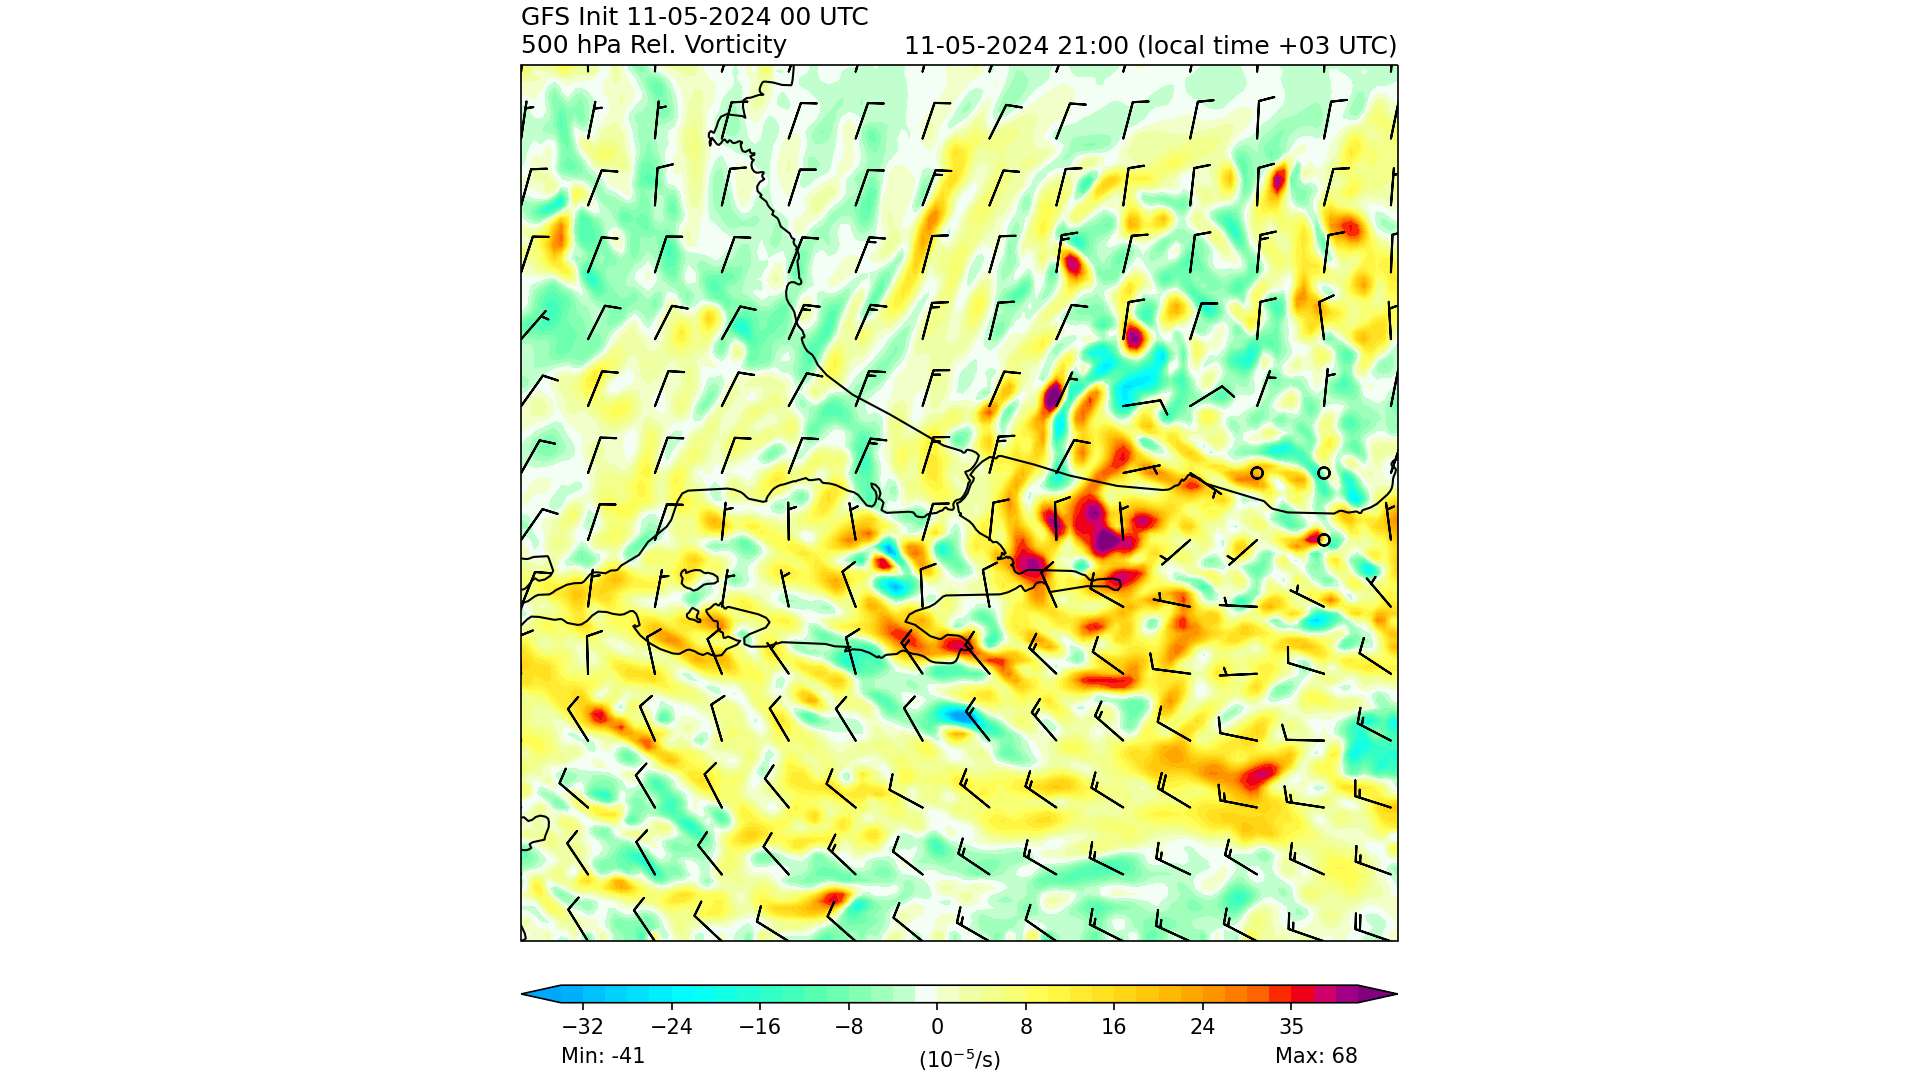 GFS Init 11-05-2024 00 UTC
500 hPa Rel. Vorticity
11-05-2024 21:00 (local time +03 UTC)
−32 −24 −16 −8 0 8 16 24 35
Min: -41
(10⁻⁵/s)
Max: 68